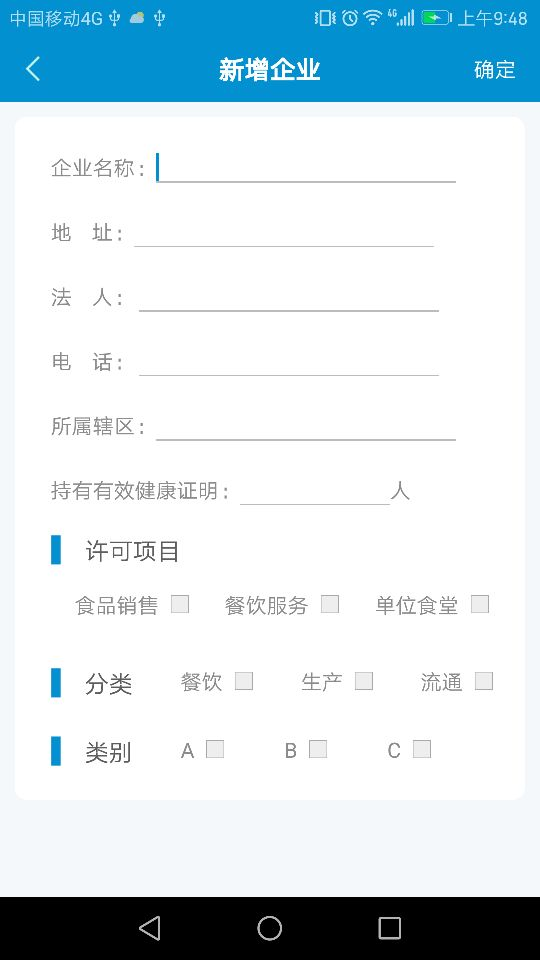 中国移动4G 4G 上午9:48
新增企业 确定
企业名称:
地 址:
法 人:
电 话:
所属辖区:
持有有效健康证明: 人
许可项目
食品销售 餐饮服务 单位食堂
分类 餐饮 生产 流通
类别 A B C